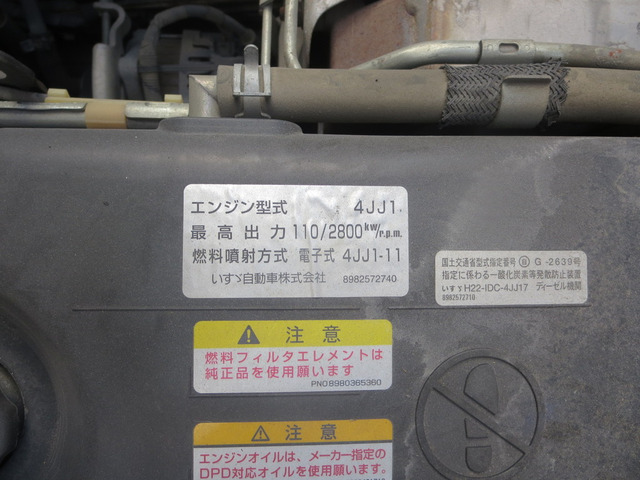 エンジン型式 4JJ1
最高出力 110/2800kw/r.p.m.
燃料噴射方式 電子式 4JJ1-11
いすゞ自動車株式会社 8982572740
国土交通省型式指定番号 G-2639号
指定に係わる一酸化炭素等発散防止装置
いすゞH22-IDC-4JJ17 ディーゼル機関
8982572710
注意
燃料フィルタエレメントは
純正品を使用願います
PNO.8980365360
注意
エンジンオイルは、メーカー指定の
DPD対応オイルを使用願います。